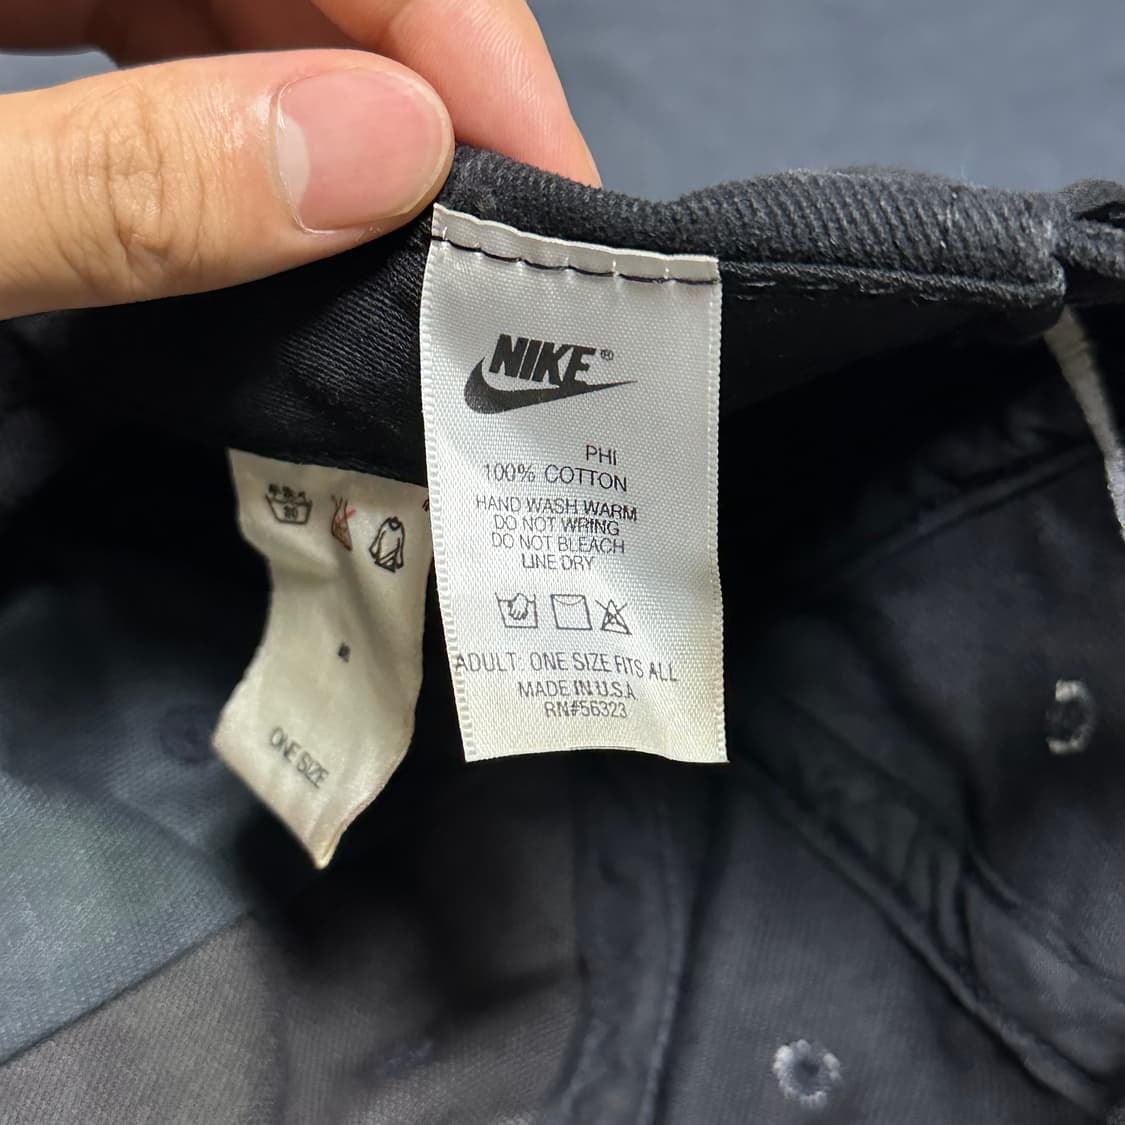 NIKE®
PHI
100% COTTON
HAND WASH WARM
DO NOT WRING
DO NOT BLEACH
LINE DRY
ADULT: ONE SIZE FITS ALL
MADE IN U.S.A
RN#56323
ONE SIZE